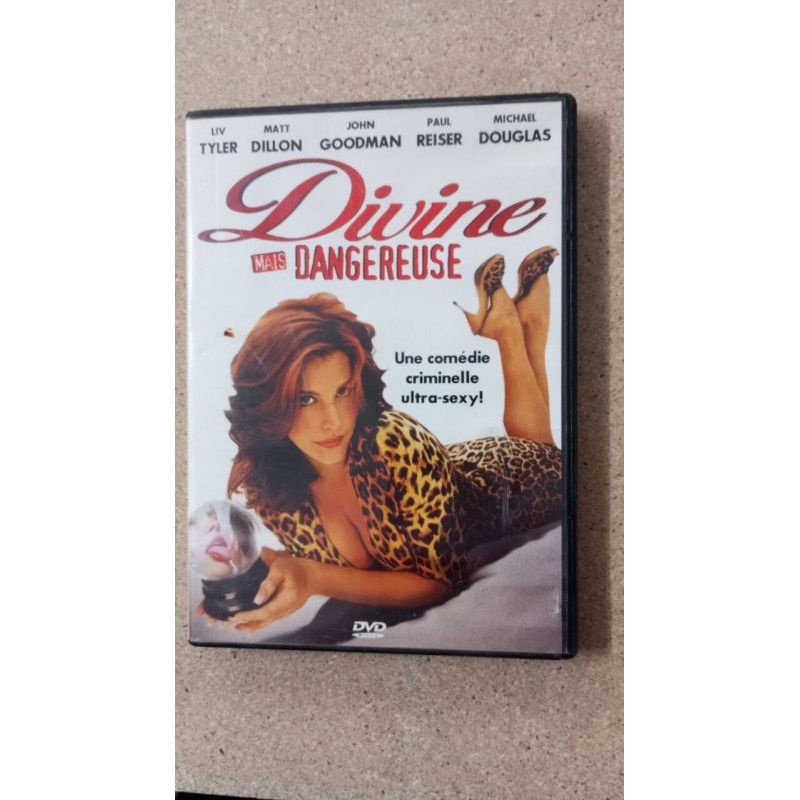 LIV MATT JOHN PAUL MICHAEL
TYLER DILLON GOODMAN REISER DOUGLAS
Divine
MAIS DANGEREUSE
Une comédie
criminelle
ultra-sexy!
DVD
VIDEO